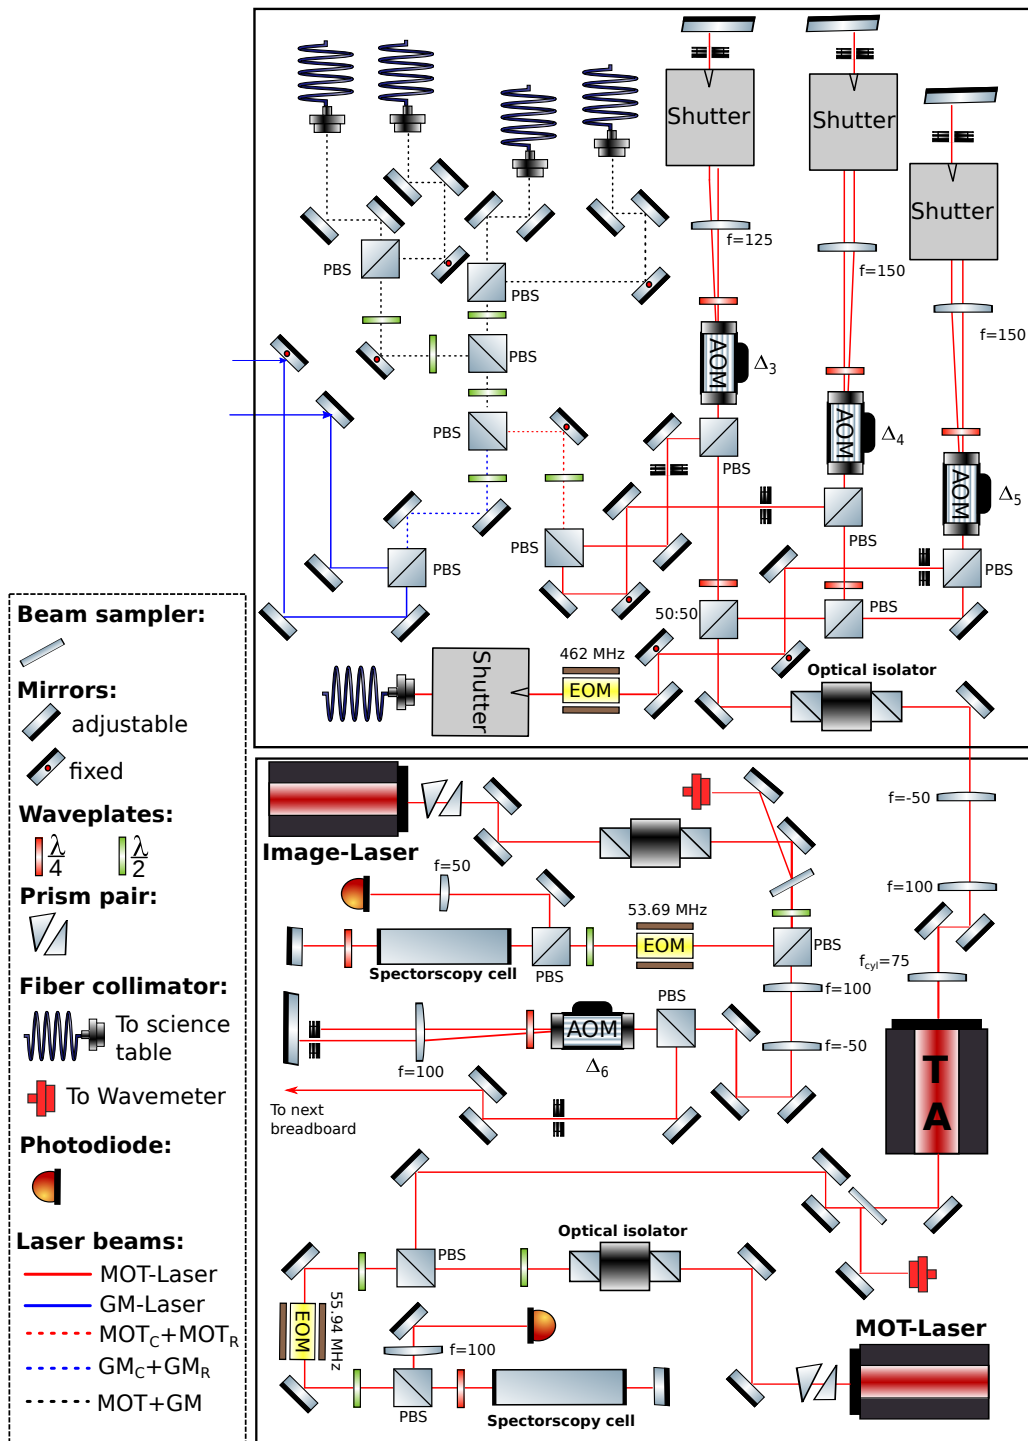 Shutter
Shutter
Shutter
f=125
f=150
f=150
PBS
PBS
PBS
PBS
AOM
Δ3
AOM
Δ4
AOM
Δ5
PBS
PBS
PBS
PBS
PBS
PBS
50:50
462 MHz
EOM
Shutter
Optical isolator
Beam sampler:
Mirrors:
adjustable
fixed
Waveplates:
λ/4
λ/2
Prism pair:
Fiber collimator:
To science
table
To Wavemeter
Photodiode:
Laser beams:
MOT-Laser
GM-Laser
MOTC+MOTR
GMC+GMR
MOT+GM
f=-50
f=100
fcyl=75
T
A
Image-Laser
f=50
53.69 MHz
EOM
PBS
Spectorscopy cell
PBS
f=100
PBS
AOM
Δ6
f=-50
f=100
To next
breadboard
Optical isolator
PBS
EOM
55.94 MHz
f=100
PBS
Spectorscopy cell
MOT-Laser